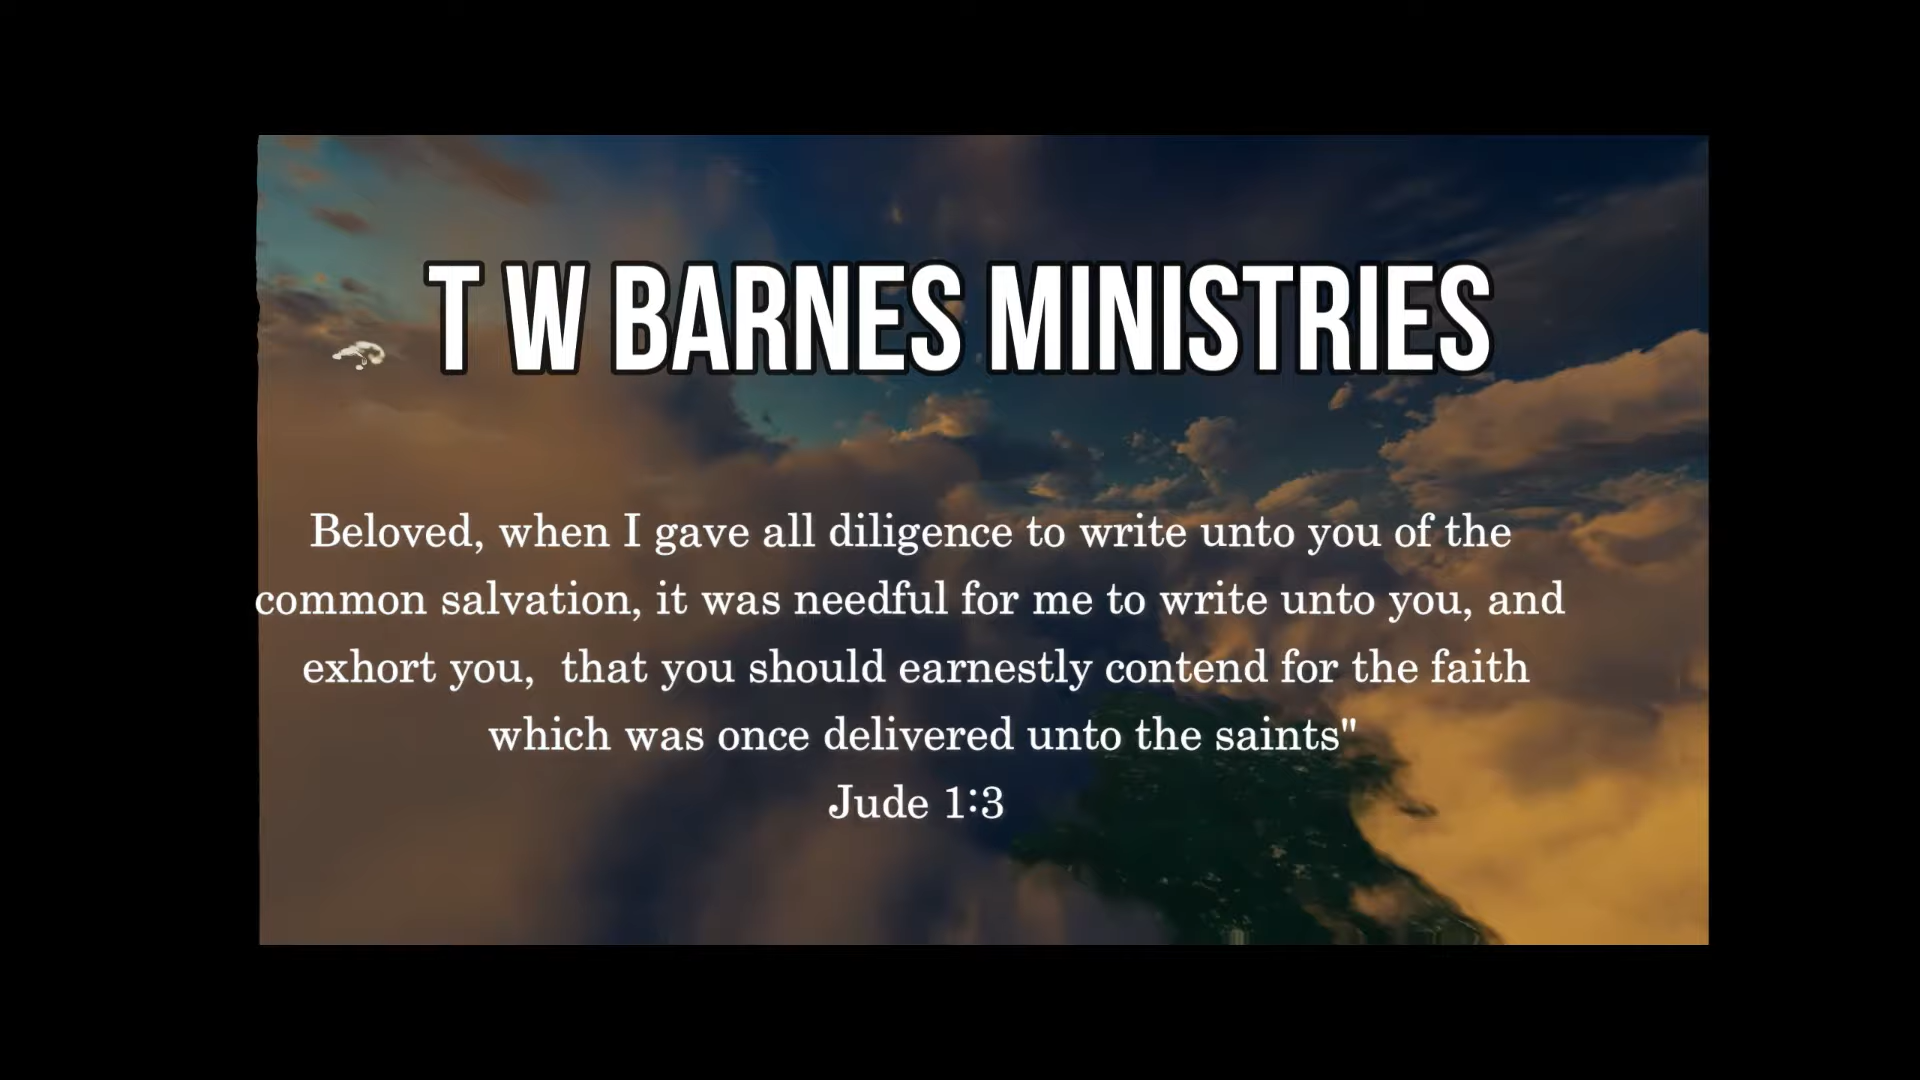 T W BARNES MINISTRIES
Beloved, when I gave all diligence to write unto you of the
common salvation, it was needful for me to write unto you, and
exhort you,  that you should earnestly contend for the faith
which was once delivered unto the saints"
Jude 1:3